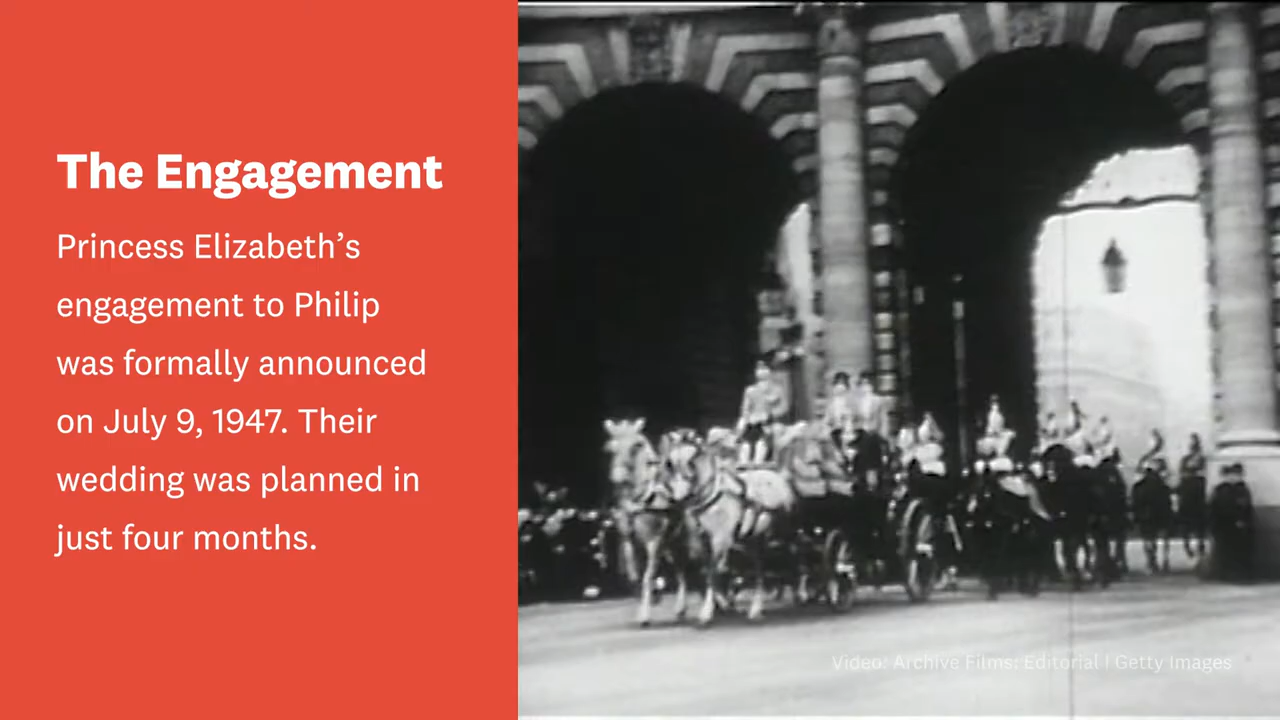 The Engagement
Princess Elizabeth’s
engagement to Philip
was formally announced
on July 9, 1947. Their
wedding was planned in
just four months.
Video: Archive Films: Editorial | Getty Images